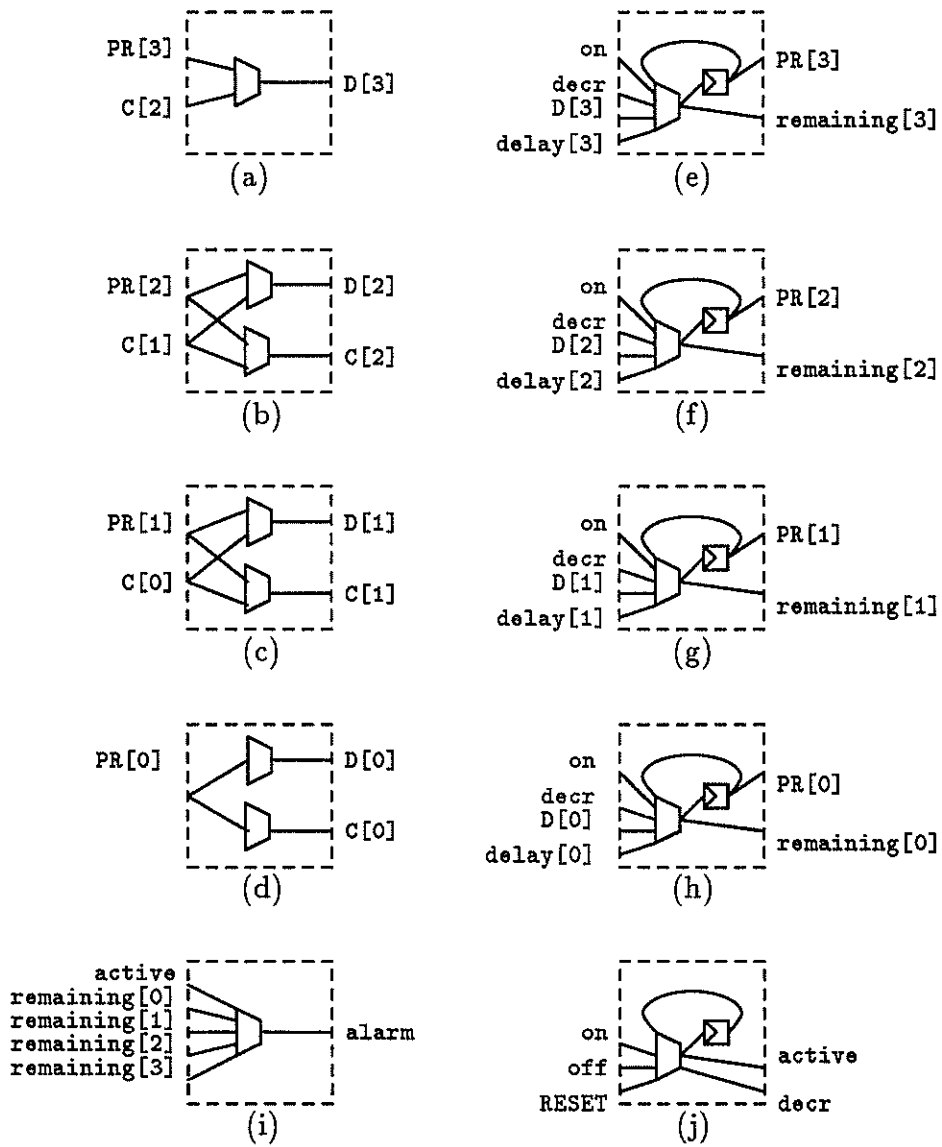 PR[3]
C[2]
D[3]
(a)
on
decr
D[3]
delay[3]
PR[3]
remaining[3]
(e)
PR[2]
C[1]
D[2]
C[2]
(b)
on
decr
D[2]
delay[2]
PR[2]
remaining[2]
(f)
PR[1]
C[0]
D[1]
C[1]
(c)
on
decr
D[1]
delay[1]
PR[1]
remaining[1]
(g)
PR[0]
D[0]
C[0]
(d)
on
decr
D[0]
delay[0]
PR[0]
remaining[0]
(h)
active
remaining[0]
remaining[1]
remaining[2]
remaining[3]
alarm
(i)
on
off
RESET
active
decr
(j)